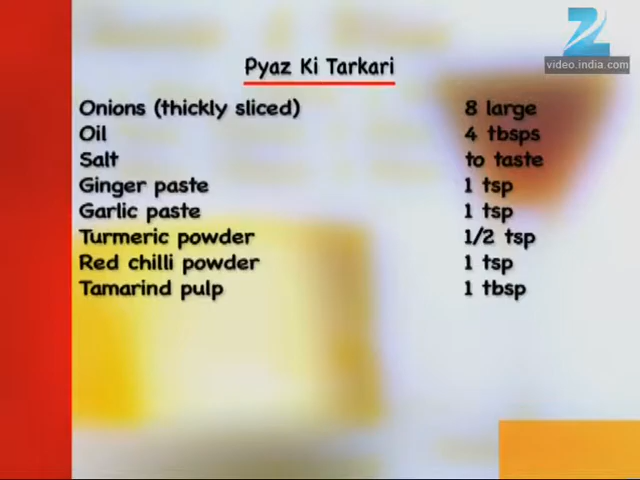 Z
video.india.com
Pyaz Ki Tarkari
Onions (thickly sliced) 8 large
Oil 4 tbsps
Salt to taste
Ginger paste 1 tsp
Garlic paste 1 tsp
Turmeric powder 1/2 tsp
Red chilli powder 1 tsp
Tamarind pulp 1 tbsp